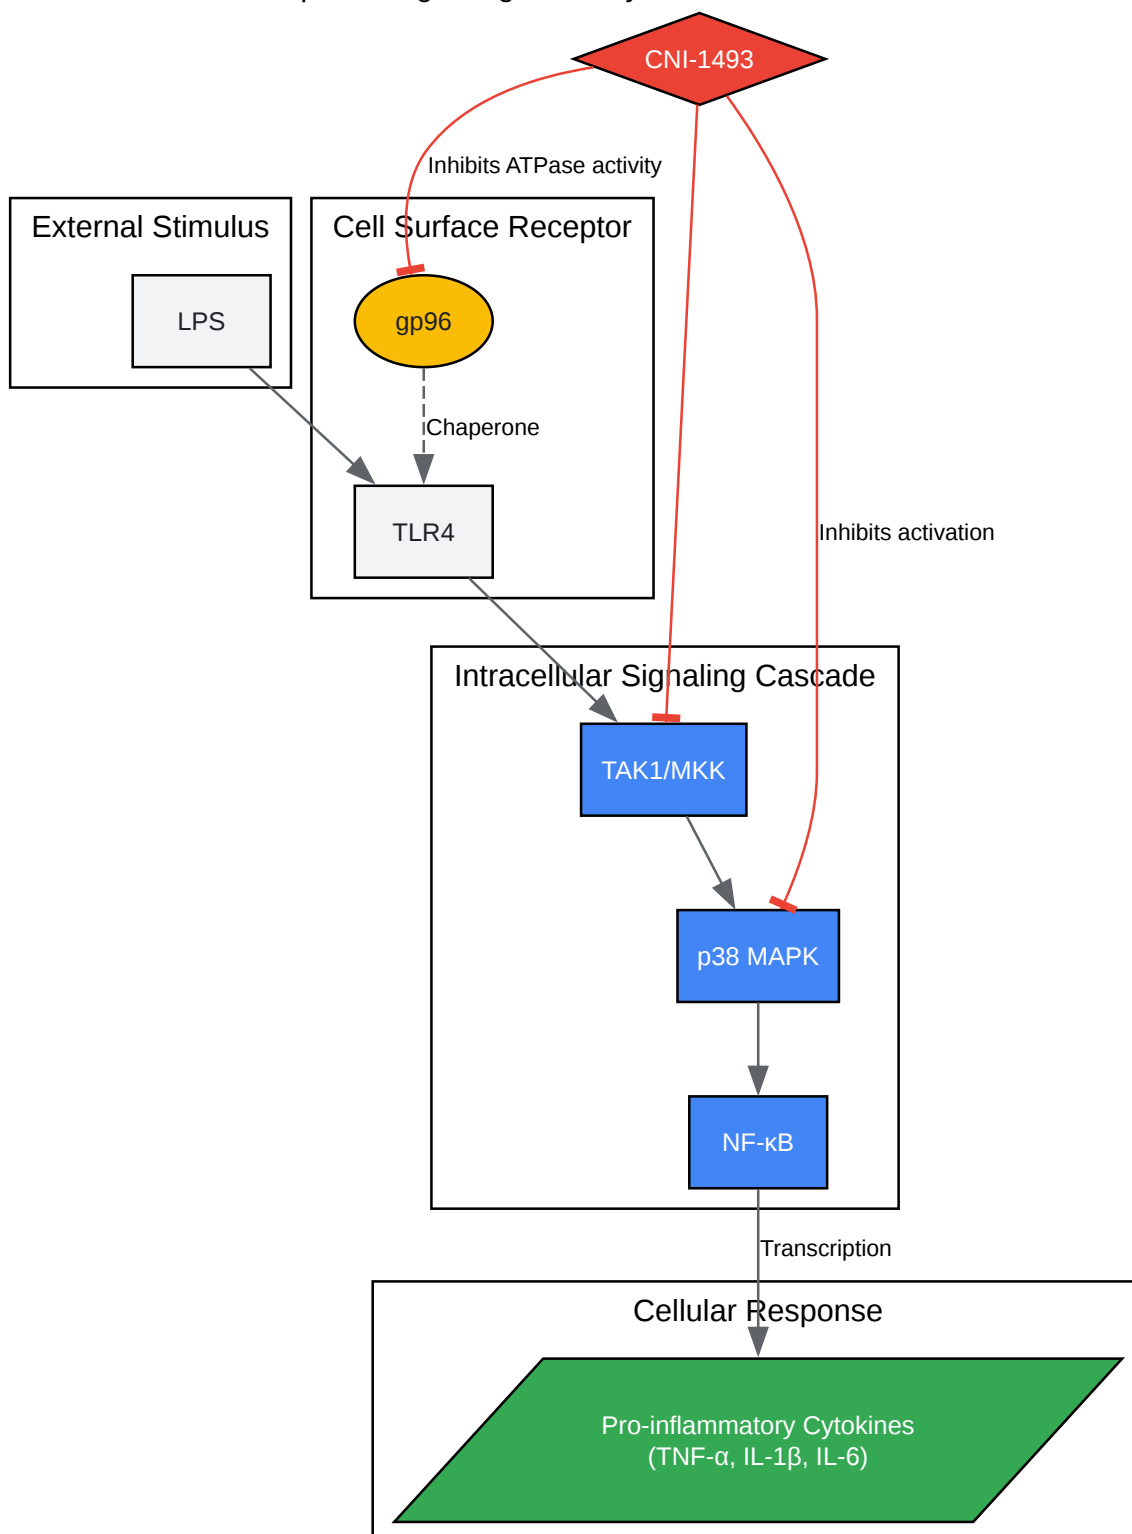 CNI-1493
Inhibits ATPase activity
External Stimulus
Cell Surface Receptor
LPS
gp96
Chaperone
TLR4
Inhibits activation
Intracellular Signaling Cascade
TAK1/MKK
p38 MAPK
NF-κB
Transcription
Cellular Response
Pro-inflammatory Cytokines
(TNF-α, IL-1β, IL-6)